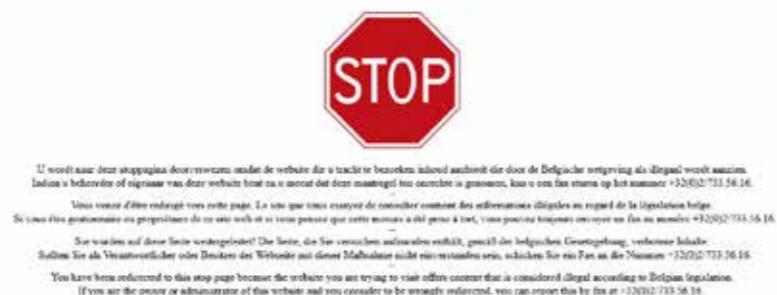 STOP
U wordt naar deze stoppagina doorverwezen omdat de website die u tracht te bezoeken inhoud aanbiedt die door de Belgische wetgeving als illegaal wordt aanzien.
Indien u beheerder of eigenaar van deze website bent en u meent dat deze maatregel ten onrechte is genomen, kan u een fax sturen op het nummer +32(0)2/733.56.16.
--
Vous venez d'être redirigé vers cette page. Le site que vous essayez de consulter contient des informations illégales au regard de la législation belge.
Si vous êtes gestionnaire ou propriétaire de ce site web et si vous pensez que cette mesure a été prise à tort, vous pouvez toujours envoyer un fax au numéro +32(0)2/733.56.16.
--
Sie wurden auf diese Seite weitergeleitet! Die Seite, die Sie versuchen aufzurufen enthält, gemäß der belgischen Gesetzgebung, verbotene Inhalte.
Sollten Sie als Verantwortlicher oder Besitzer der Webseite mit dieser Maßnahme nicht einverstanden sein, schicken Sie ein Fax an die Nummer +32(0)2/733.56.16.
--
You have been redirected to this stop page because the website you are trying to visit offers content that is considered illegal according to Belgian legislation.
If you are the owner or administrator of this website and you consider to be wrongly redirected, you can report this by fax at +32(0)2/733.56.16.